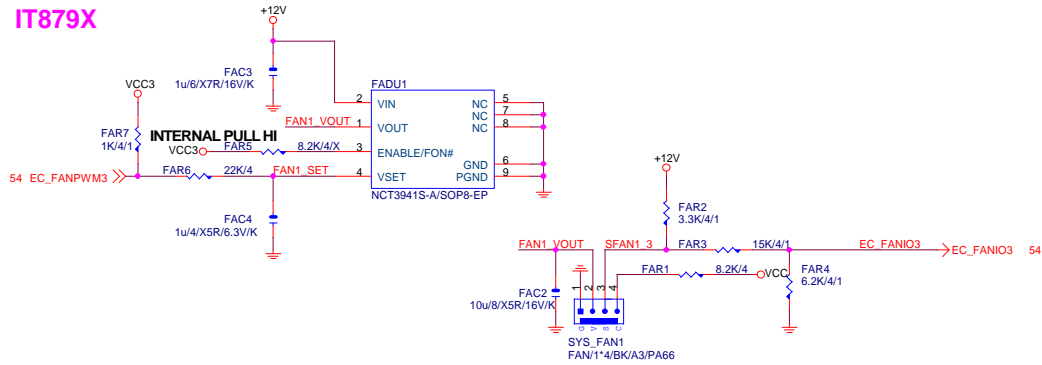 IT879X
+12V
FAC3
1u/6/X7R/16V/K
VCC3
FADU1
2 VIN
NC 5
NC 7
FAN1_VOUT 1 VOUT
NC 8
FAR7
1K/4/1
INTERNAL PULL HI
VCC3 FAR5 8.2K/4/X 3 ENABLE/FON#
GND 6
54 EC_FANPWM3 FAR6 22K/4 FAN1_SET 4 VSET
PGND 9
NCT3941S-A/SOP8-EP
FAC4
1u/4/X5R/6.3V/K
+12V
FAR2
3.3K/4/1
FAN1_VOUT SFAN1_3 FAR3 15K/4/1 EC_FANIO3 EC_FANIO3 54
FAR1 8.2K/4 VCC
FAR4
6.2K/4/1
FAC2
10u/8/X5R/16V/K
1 2 3 4
G V S C
SYS_FAN1
FAN/1*4/BK/A3/PA66